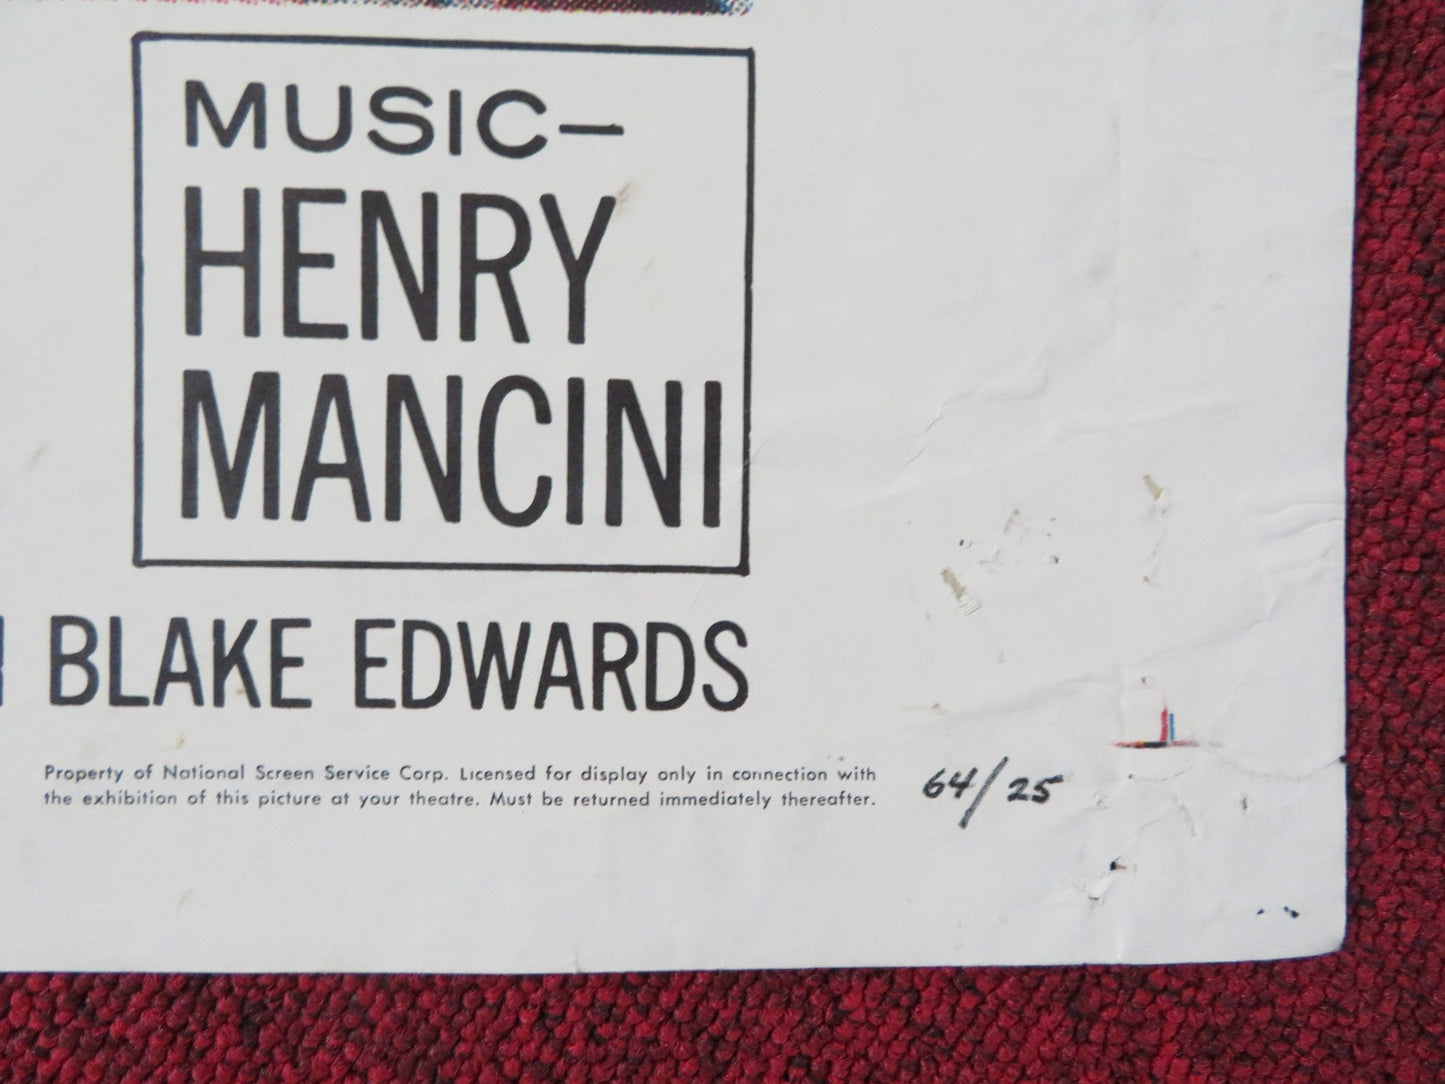 MUSIC–
HENRY
MANCINI
BLAKE EDWARDS
Property of National Screen Service Corp. Licensed for display only in connection with
the exhibition of this picture at your theatre. Must be returned immediately thereafter.
64/25